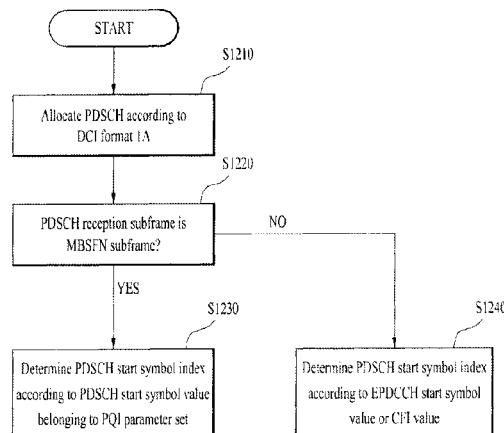 START
S1210
Allocate PDSCH according to
DCI format 1A
S1220
PDSCH reception subframe is
MBSFN subframe?
NO
YES
S1230
S1240
Determine PDSCH start symbol index
according to PDSCH start symbol value
belonging to PQI parameter set
Determine PDSCH start symbol index
according to EPDCCH start symbol
value or CFI value